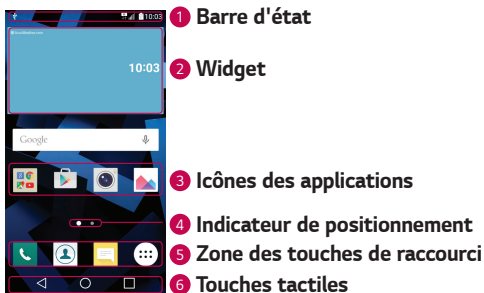 10:03
1 Barre d'état
10:03
2 Widget
Google
3 Icônes des applications
4 Indicateur de positionnement
5 Zone des touches de raccourci
6 Touches tactiles